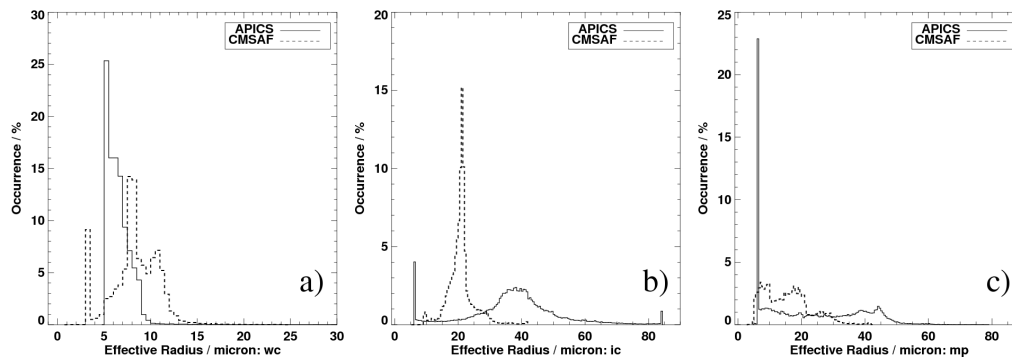 30
25
20
15
10
5
0
Occurrence / %
APICS
CMSAF
a)
0 5 10 15 20 25 30
Effective Radius / micron: wc
20
15
10
5
0
Occurrence / %
APICS
CMSAF
b)
0 20 40 60 80
Effective Radius / micron: ic
25
20
15
10
5
0
Occurrence / %
APICS
CMSAF
c)
0 20 40 60 80
Effective Radius / micron: mp